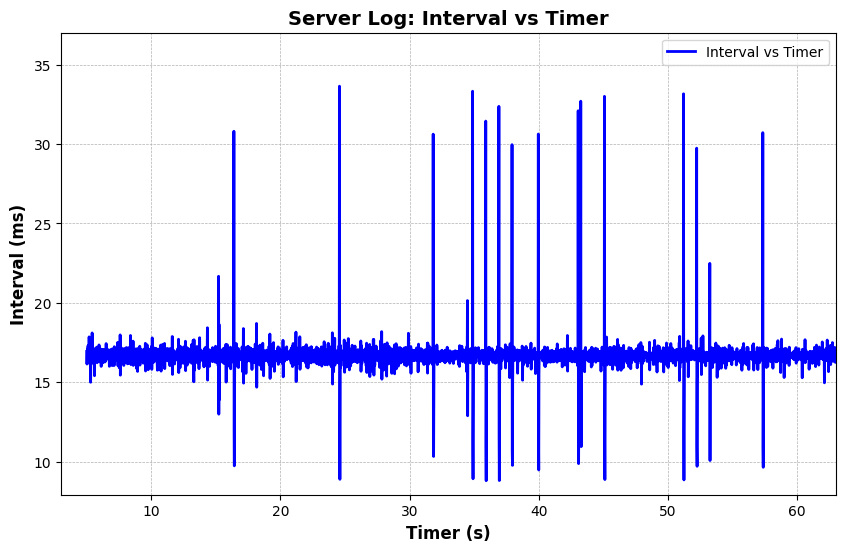 Server Log: Interval vs Timer
Interval vs Timer
Interval (ms)
35
30
25
20
15
10
10 20 30 40 50 60
Timer (s)